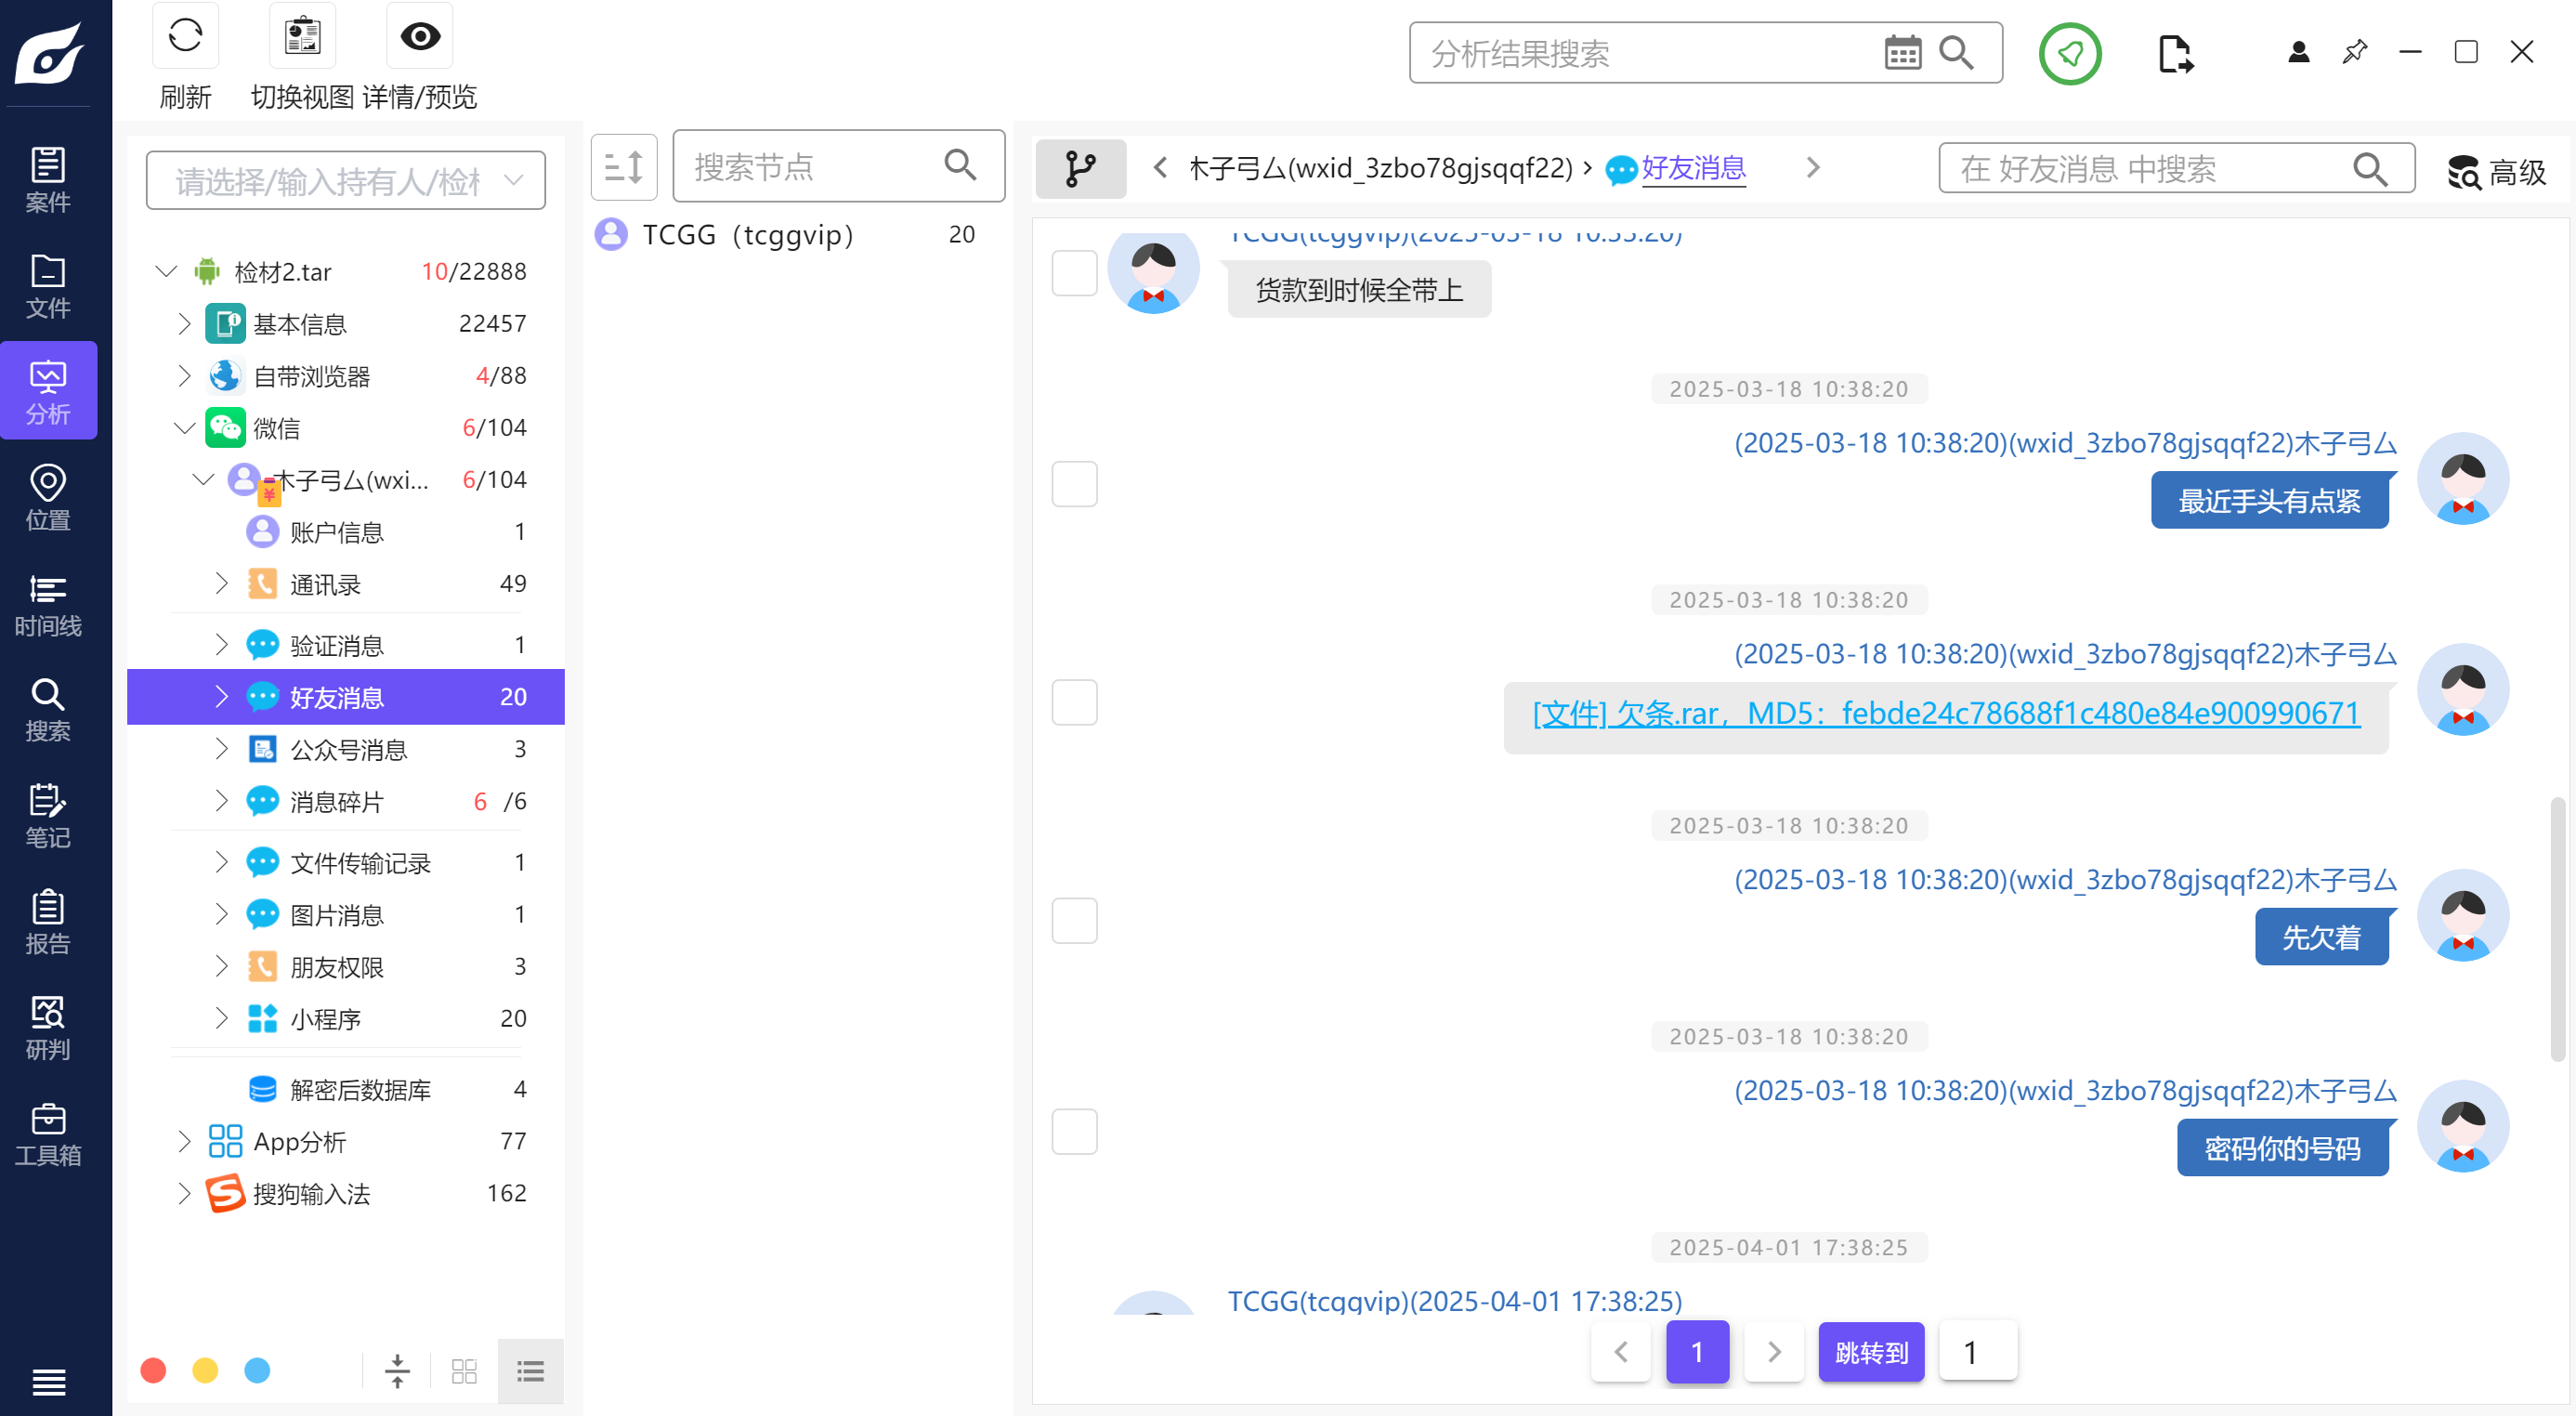 刷新
切换视图
详情/预览
分析结果搜索
案件
文件
分析
位置
时间线
搜索
笔记
报告
研判
工具箱
请选择/输入持有人/检
检材2.tar 10/22888
基本信息 22457
自带浏览器 4/88
微信 6/104
木子弓厶(wxi... 6/104
账户信息 1
通讯录 49
验证消息 1
好友消息 20
公众号消息 3
消息碎片 6 /6
文件传输记录 1
图片消息 1
朋友权限 3
小程序 20
解密后数据库 4
App分析 77
搜狗输入法 162
搜索节点
TCGG（tcggvip） 20
木子弓厶(wxid_3zbo78gjsqqf22) › 好友消息
在 好友消息 中搜索
高级
TCGG(tcggvip)(2025-03-18 10:35:20)
货款到时候全带上
2025-03-18 10:38:20
(2025-03-18 10:38:20)(wxid_3zbo78gjsqqf22)木子弓厶
最近手头有点紧
2025-03-18 10:38:20
(2025-03-18 10:38:20)(wxid_3zbo78gjsqqf22)木子弓厶
[文件] 欠条.rar，MD5：febde24c78688f1c480e84e900990671
2025-03-18 10:38:20
(2025-03-18 10:38:20)(wxid_3zbo78gjsqqf22)木子弓厶
先欠着
2025-03-18 10:38:20
(2025-03-18 10:38:20)(wxid_3zbo78gjsqqf22)木子弓厶
密码你的号码
2025-04-01 17:38:25
TCGG(tcggvip)(2025-04-01 17:38:25)
1
跳转到
1